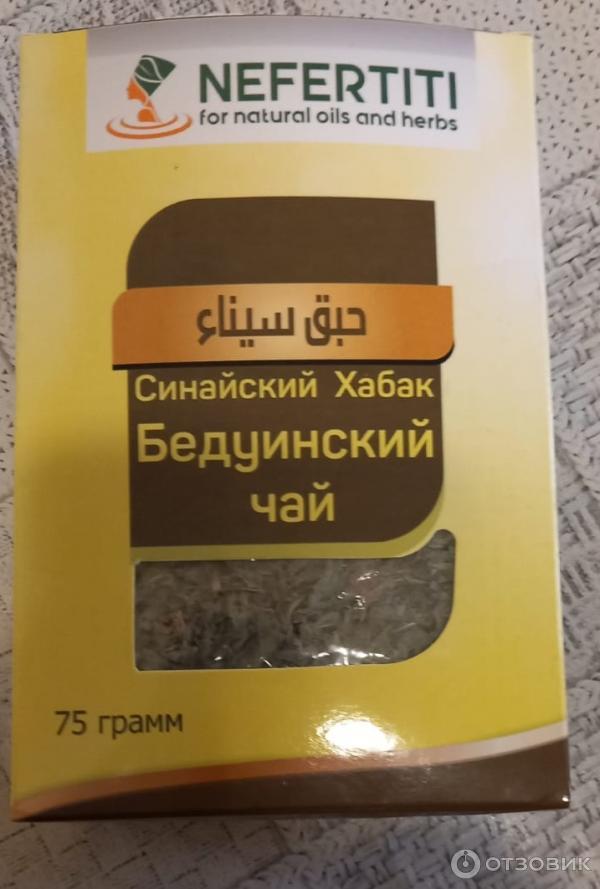 NEFERTITI
for natural oils and herbs
حبق سيناء
Синайский Хабак
Бедуинский
чай
75 грамм
ОТЗОВИК